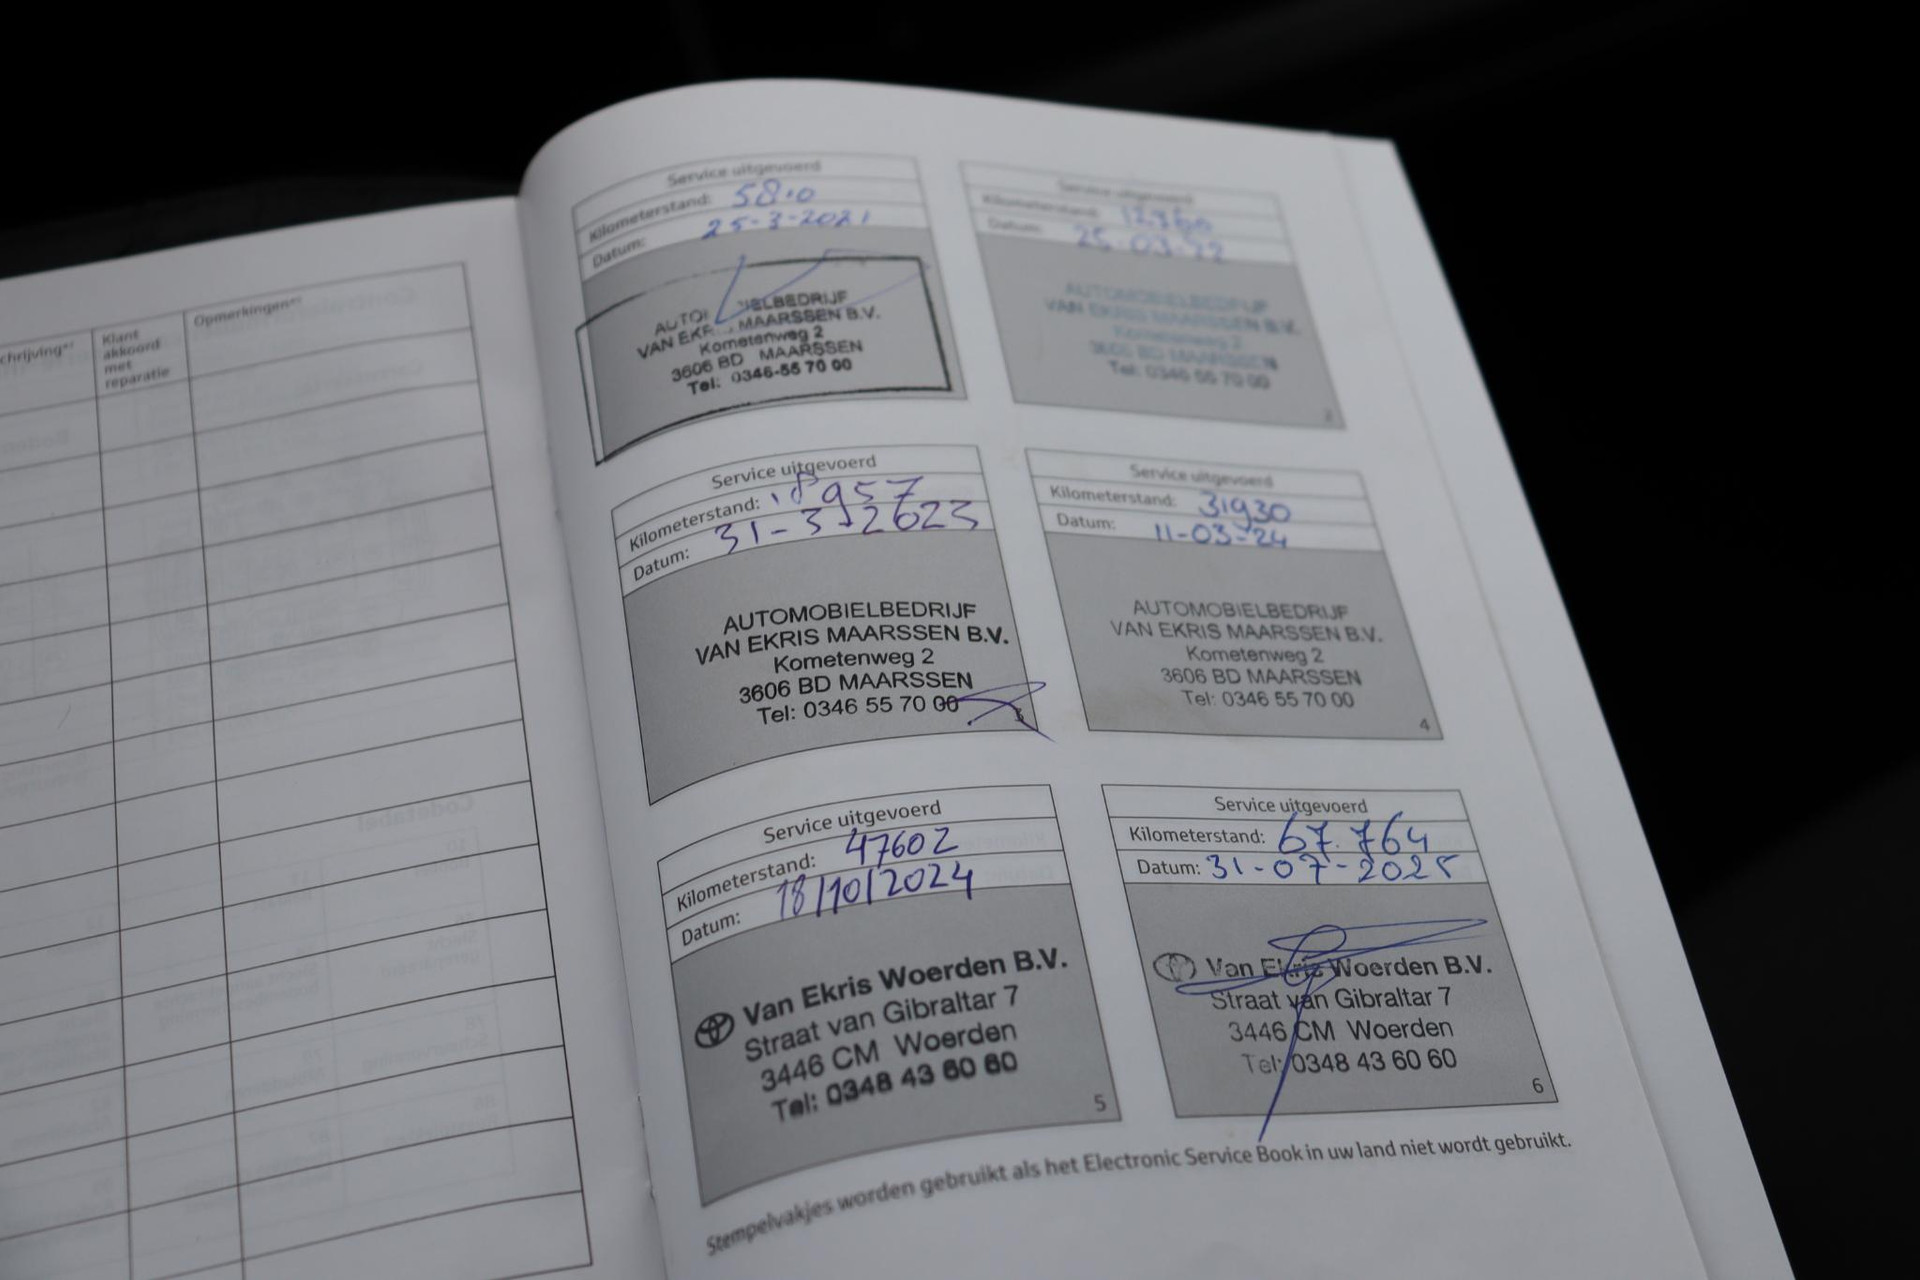 Klant
akkoord
met
reparatie
Opmerkingen
Service uitgevoerd
Kilometerstand:
Datum: 25-3-2021
VAN MAARSSEN B.V.
Kometenweg 2
3606 BD MAARSSEN
Tel: 0346-55 70 00
Service uitgevoerd
Kilometerstand:
Datum: 25-03-22
AUTOMOBIELBEDRIJF
VAN EKRIS MAARSSEN B.V.
Kometenweg 2
3606 BD MAARSSEN
Tel: 0346 55 70 00
2
Service uitgevoerd
Kilometerstand: 18957
Datum: 31-3-2023
AUTOMOBIELBEDRIJF
VAN EKRIS MAARSSEN B.V.
Kometenweg 2
3606 BD MAARSSEN
Tel: 0346 55 70 00
3
Service uitgevoerd
Kilometerstand: 31930
Datum: 11-03-24
AUTOMOBIELBEDRIJF
VAN EKRIS MAARSSEN B.V.
Kometenweg 2
3606 BD MAARSSEN
Tel: 0346 55 70 00
4
Service uitgevoerd
Kilometerstand: 47602
Datum: 18/10/2024
Van Ekris Woerden B.V.
Straat van Gibraltar 7
3446 CM Woerden
Tel: 0348 43 60 60
5
Service uitgevoerd
Kilometerstand: 67.764
Datum: 31-07-2025
Van Ekris Woerden B.V.
Straat van Gibraltar 7
3446 CM Woerden
Tel: 0348 43 60 60
6
Stempelvakjes worden gebruikt als het Electronic Service Book in uw land niet wordt gebruikt.